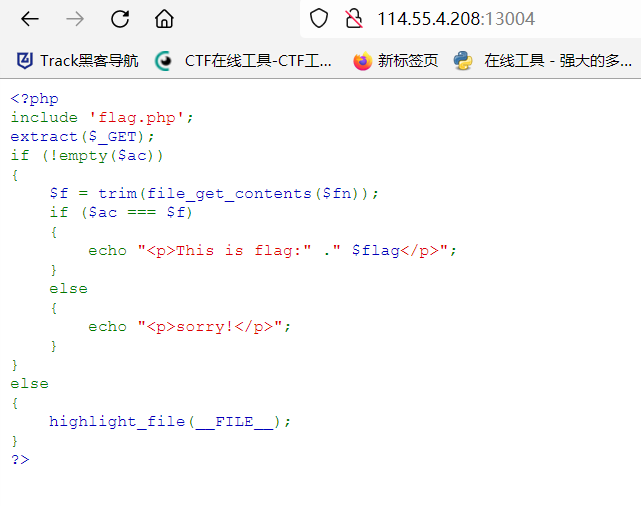 114.55.4.208:13004
Track黑客导航 CTF在线工具-CTF工... 新标签页 在线工具 - 强大的多...
<?php
include 'flag.php';
extract($_GET);
if (!empty($ac))
{
    $f = trim(file_get_contents($fn));
    if ($ac === $f)
    {
        echo "<p>This is flag:" ." $flag</p>";
    }
    else
    {
        echo "<p>sorry!</p>";
    }
}
else
{
    highlight_file(__FILE__);
}
?>